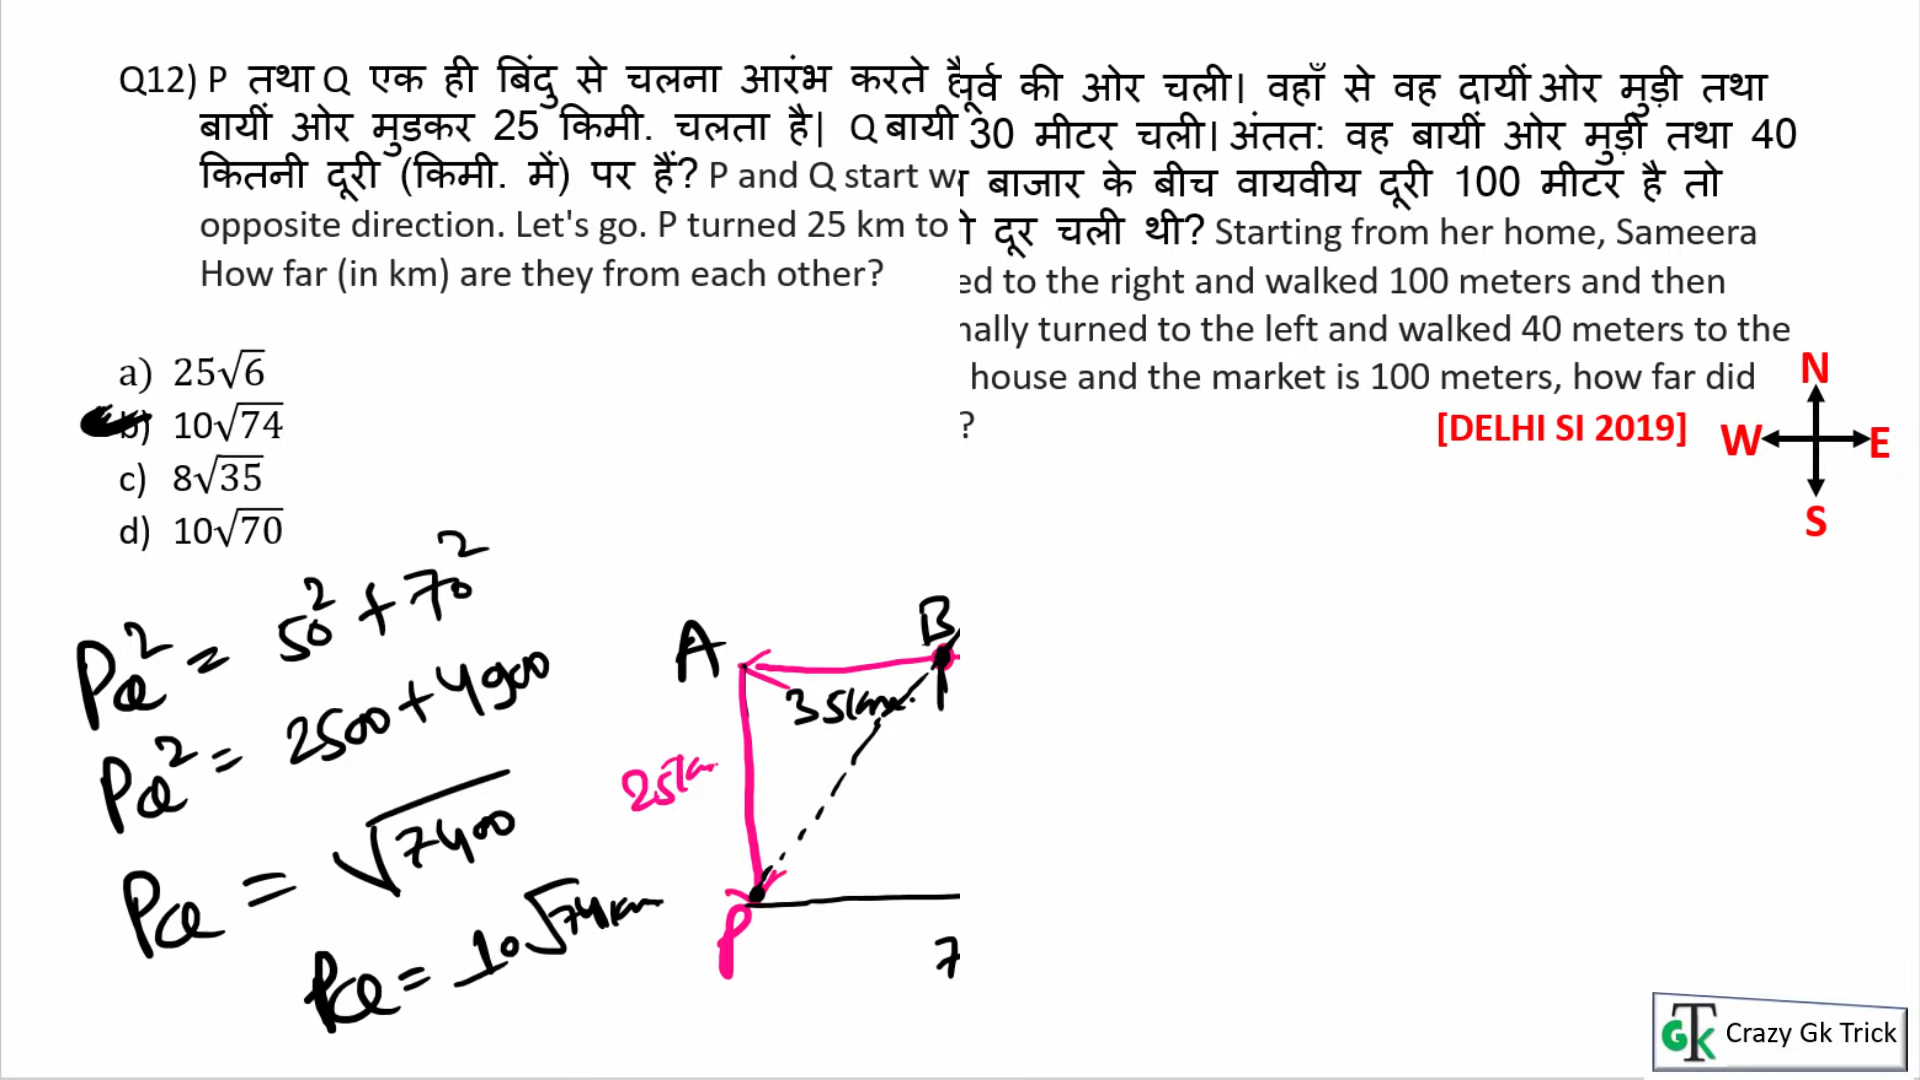 Q12) P तथा Q एक ही बिंदु से चलना आरंभ करते
बायीं ओर मुडकर 25 किमी. चलता है| Q बायी
कितनी दूरी (किमी. में) पर हैं? P and Q start
opposite direction. Let's go. P turned 25 km to
How far (in km) are they from each other?
a) 25√6
b) 10√74
c) 8√35
d) 10√70
पूर्व की ओर चली| वहाँ से वह दायीं ओर मुड़ी तथा
30 मीटर चली| अंतत: वह बायीं ओर मुड़ी तथा 40
बाजार के बीच वायवीय दूरी 100 मीटर है तो
दूर चली थी? Starting from her home, Sameera
ed to the right and walked 100 meters and then
nally turned to the left and walked 40 meters to the
house and the market is 100 meters, how far did
?
[DELHI SI 2019]
N
W E
S
PQ² = 50² + 70²
PQ² = 2500 + 4900
PQ = √7400
PQ = 10√74 km
A B
35km
25km
P
7
GTK Crazy Gk Trick